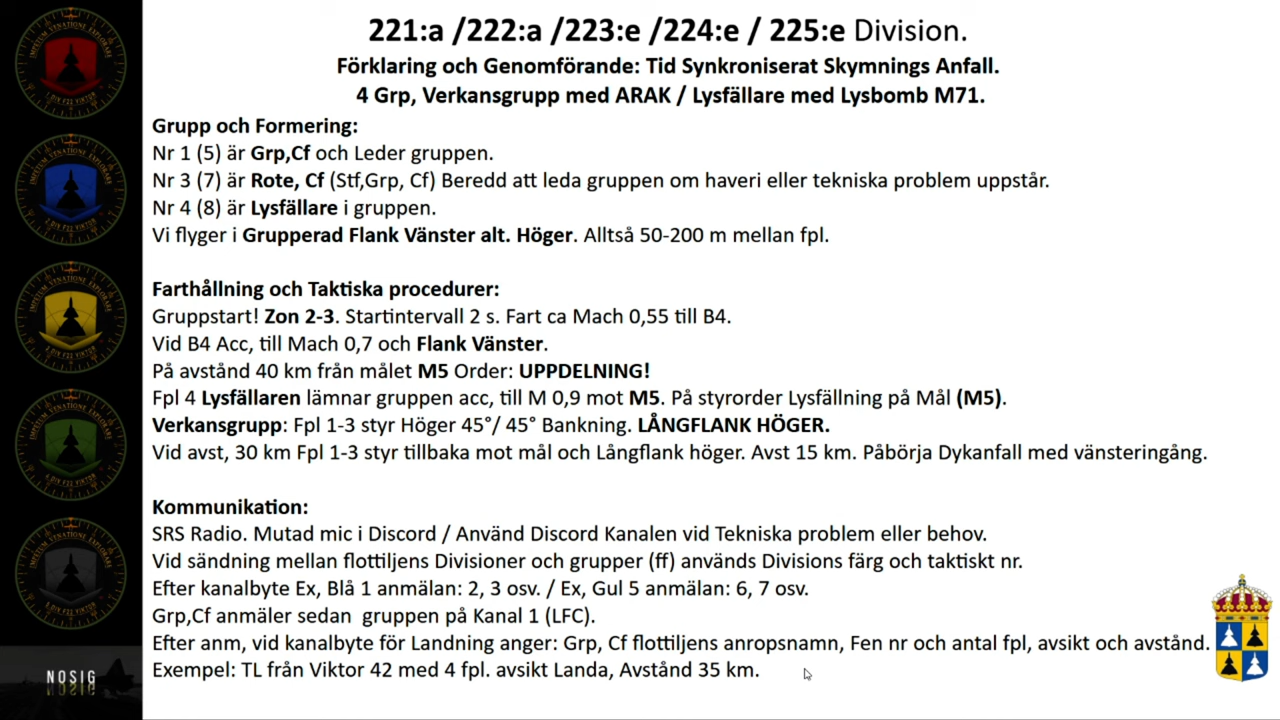 221:a /222:a /223:e /224:e / 225:e Division.
Förklaring och Genomförande: Tid Synkroniserat Skymnings Anfall.
4 Grp, Verkansgrupp med ARAK / Lysfällare med Lysbomb M71.
Grupp och Formering:
Nr 1 (5) är Grp,Cf och Leder gruppen.
Nr 3 (7) är Rote, Cf (Stf,Grp, Cf) Beredd att leda gruppen om haveri eller tekniska problem uppstår.
Nr 4 (8) är Lysfällare i gruppen.
Vi flyger i Grupperad Flank Vänster alt. Höger. Alltså 50-200 m mellan fpl.
Farthållning och Taktiska procedurer:
Gruppstart! Zon 2-3. Startintervall 2 s. Fart ca Mach 0,55 till B4.
Vid B4 Acc, till Mach 0,7 och Flank Vänster.
På avstånd 40 km från målet M5 Order: UPPDELNING!
Fpl 4 Lysfällaren lämnar gruppen acc, till M 0,9 mot M5. På styrorder Lysfällning på Mål (M5).
Verkansgrupp: Fpl 1-3 styr Höger 45°/ 45° Bankning. LÅNGFLANK HÖGER.
Vid avst, 30 km Fpl 1-3 styr tillbaka mot mål och Långflank höger. Avst 15 km. Påbörja Dykanfall med vänsteringång.
Kommunikation:
SRS Radio. Mutad mic i Discord / Använd Discord Kanalen vid Tekniska problem eller behov.
Vid sändning mellan flottiljens Divisioner och grupper (ff) används Divisions färg och taktiskt nr.
Efter kanalbyte Ex, Blå 1 anmälan: 2, 3 osv. / Ex, Gul 5 anmälan: 6, 7 osv.
Grp,Cf anmäler sedan gruppen på Kanal 1 (LFC).
Efter anm, vid kanalbyte för Landning anger: Grp, Cf flottiljens anropsnamn, Fen nr och antal fpl, avsikt och avstånd.
Exempel: TL från Viktor 42 med 4 fpl. avsikt Landa, Avstånd 35 km.
NOSIG